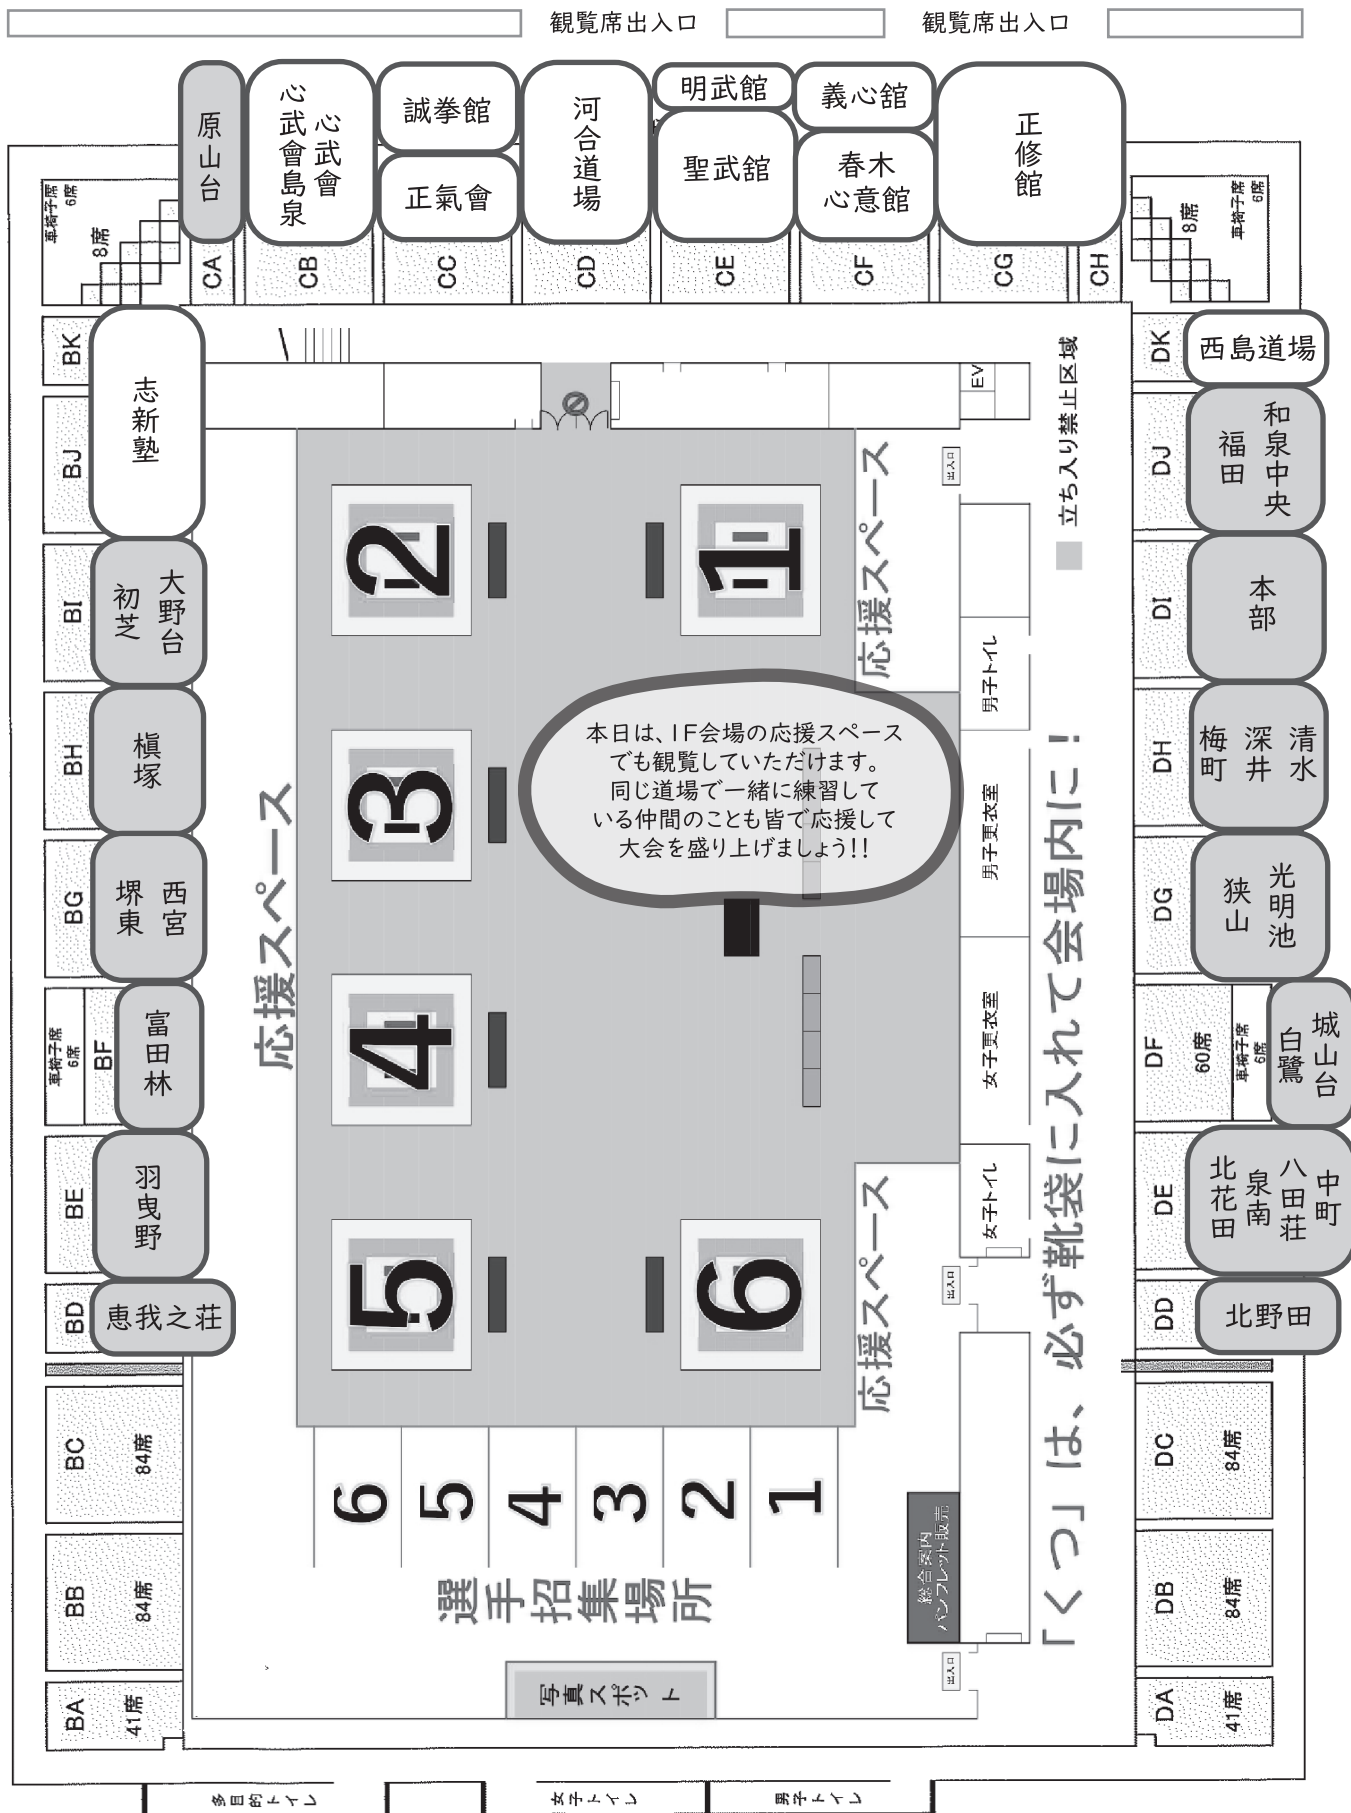 観覧席出入口
観覧席出入口
原山台
心武會
心武會島泉
誠拳館
正氣會
河合道場
明武館
聖武舘
義心舘
春木
心意館
正修館
車椅子席
6席
8席
CA
CB
CC
CD
CE
CF
CG
CH
8席
車椅子席
6席
BK
BJ
志新塾
BI
大野台
初芝
BH
槇塚
BG
西宮
堺東
車椅子席
6席
BF
富田林
BE
羽曳野
BD
恵我之荘
BC
84席
BB
84席
BA
41席
DK
西島道場
DJ
和泉中央
福田
DI
本部
DH
清水
深井
梅町
DG
光明池
狭山
DF
60席
車椅子席
6席
城山台
白鷺
DE
中町
八田荘
泉南
北花田
DD
北野田
DC
84席
DB
84席
DA
41席
EV
立ち入り禁止区域
出入口
応援スペース
応援スペース
応援スペース
2
1
3
4
5
6
本日は、1F会場の応援スペース
でも観覧していただけます。
同じ道場で一緒に練習して
いる仲間のことも皆で応援して
大会を盛り上げましょう!!
男子トイレ
男子更衣室
女子更衣室
女子トイレ
出入口
「くつ」は、必ず靴袋に入れて会場内に!
6
5
4
3
2
1
選手招集場所
総合案内
パンフレット販売
出入口
写真スポット
多目的トイレ
女子トイレ
男子トイレ